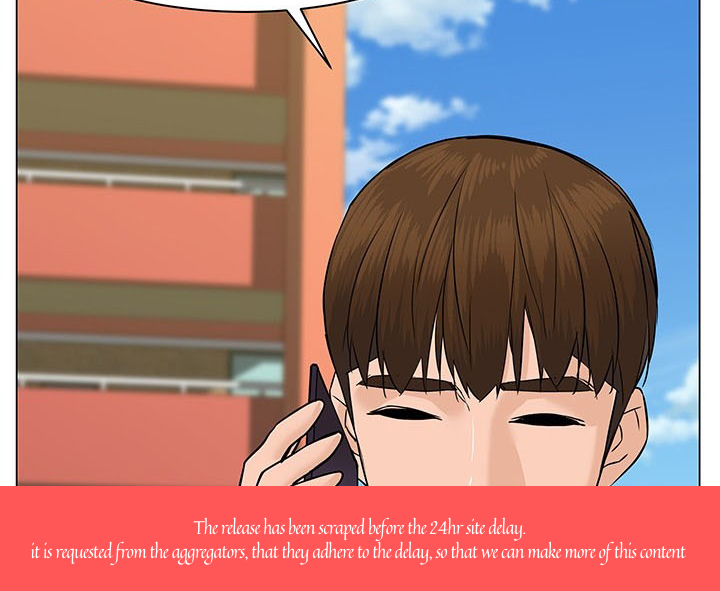 The release has been scraped before the 24hr site delay.
it is requested from the aggregators, that they adhere to the delay, so that we can make more of this content